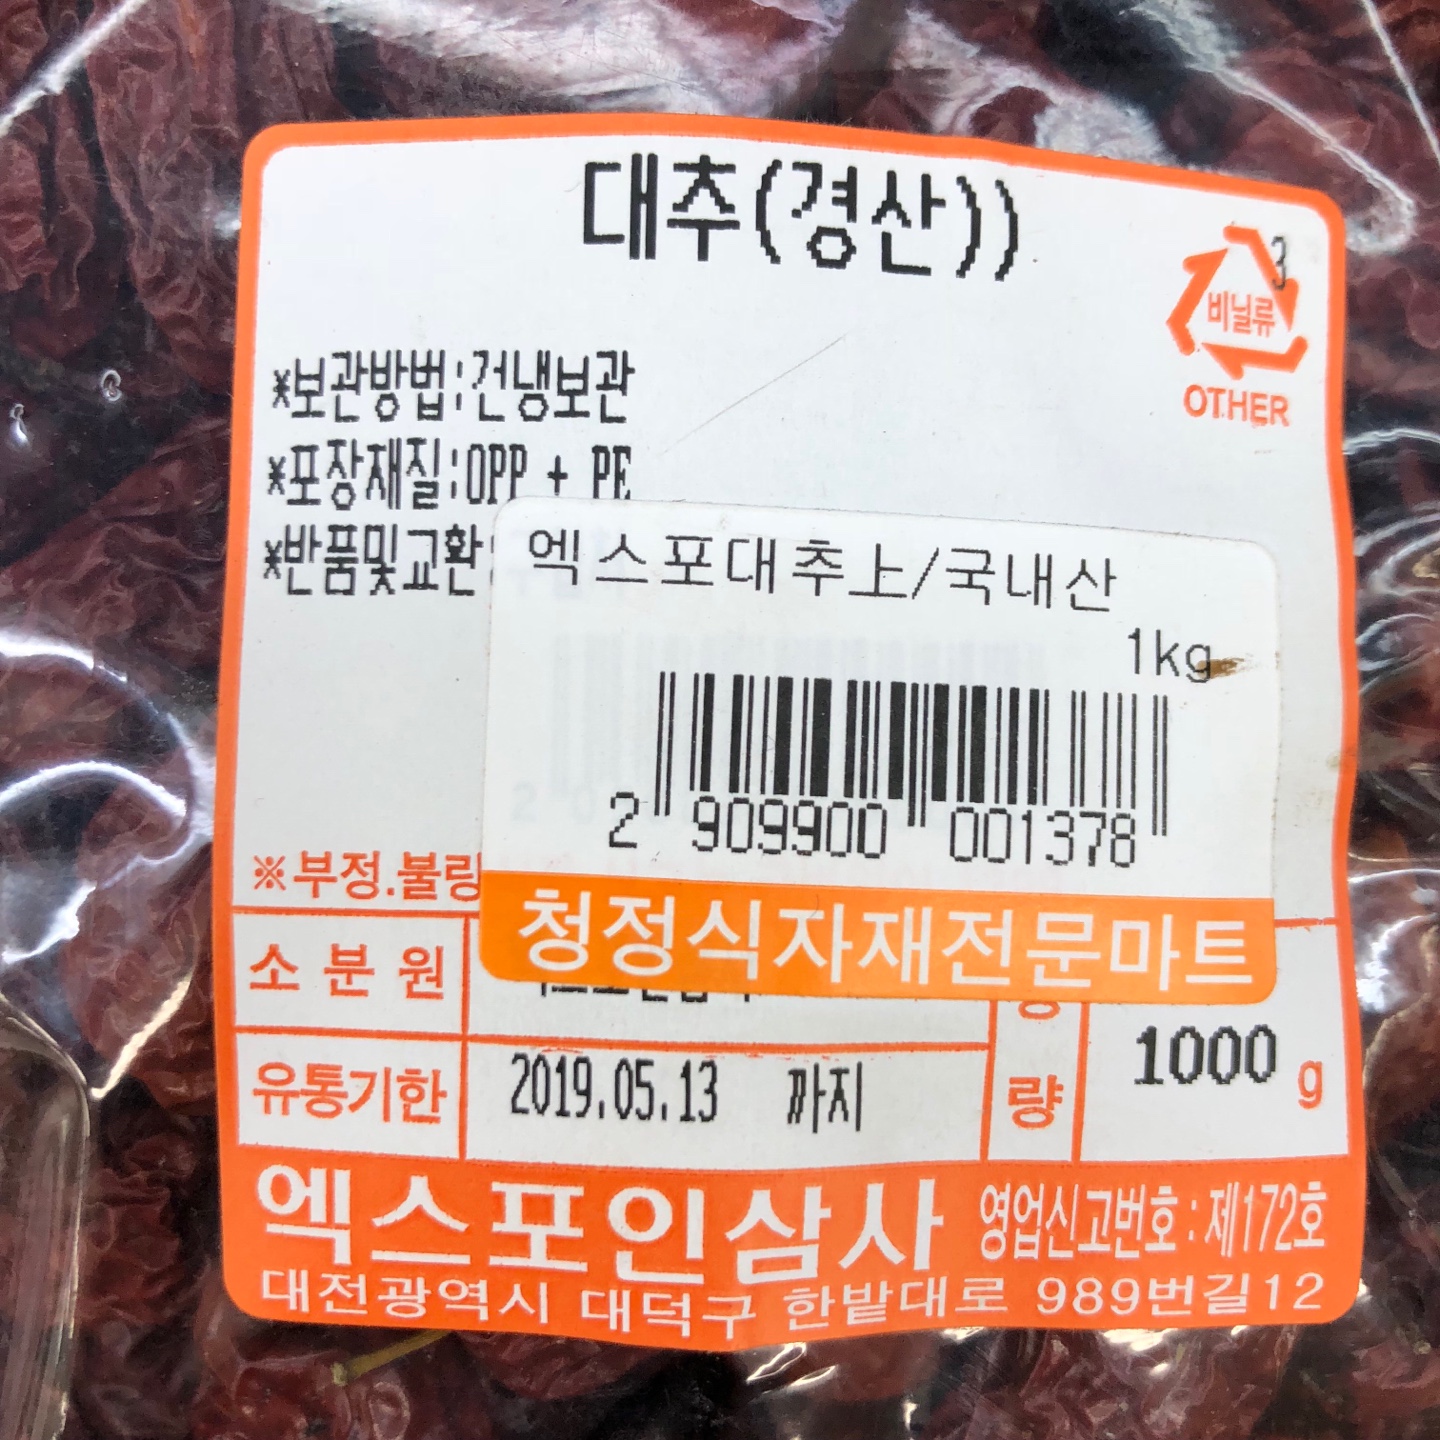 대추(경산))
3
비닐류
OTHER
*보관방법:건냉보관
*포장재질:OPP + PE
*반품및교환:
엑스포대추上/국내산
1kg
2 909900 001378
청정식자재전문마트
※부정.불량
소 분 원
유통기한
2019.05.13 까지
량
1000 g
엑스포인삼사 영업신고번호:제172호
대전광역시 대덕구 한밭대로 989번길12